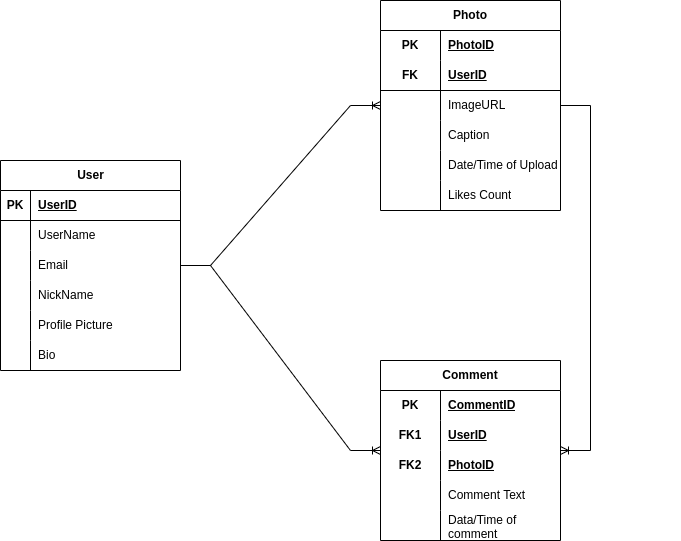 Photo
PK PhotoID
FK UserID
ImageURL
Caption
Date/Time of Upload
Likes Count
User
PK UserID
UserName
Email
NickName
Profile Picture
Bio
Comment
PK CommentID
FK1 UserID
FK2 PhotoID
Comment Text
Data/Time of
comment